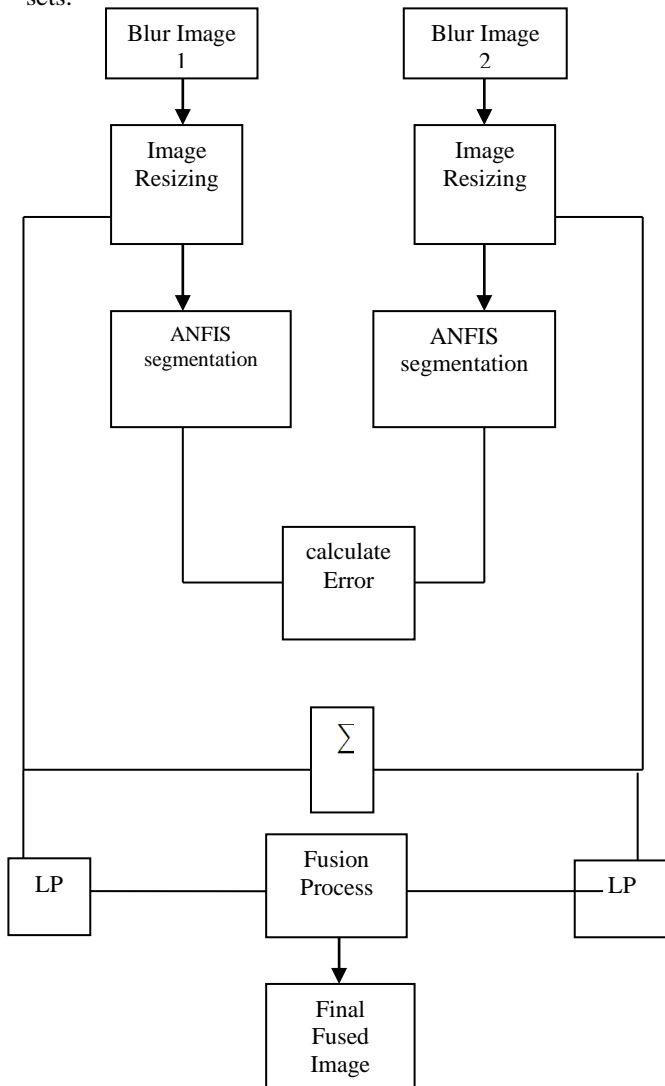 sets.
Blur Image
1
Blur Image
2
Image
Resizing
Image
Resizing
ANFIS
segmentation
ANFIS
segmentation
calculate
Error
∑
LP
Fusion
Process
LP
Final
Fused
Image